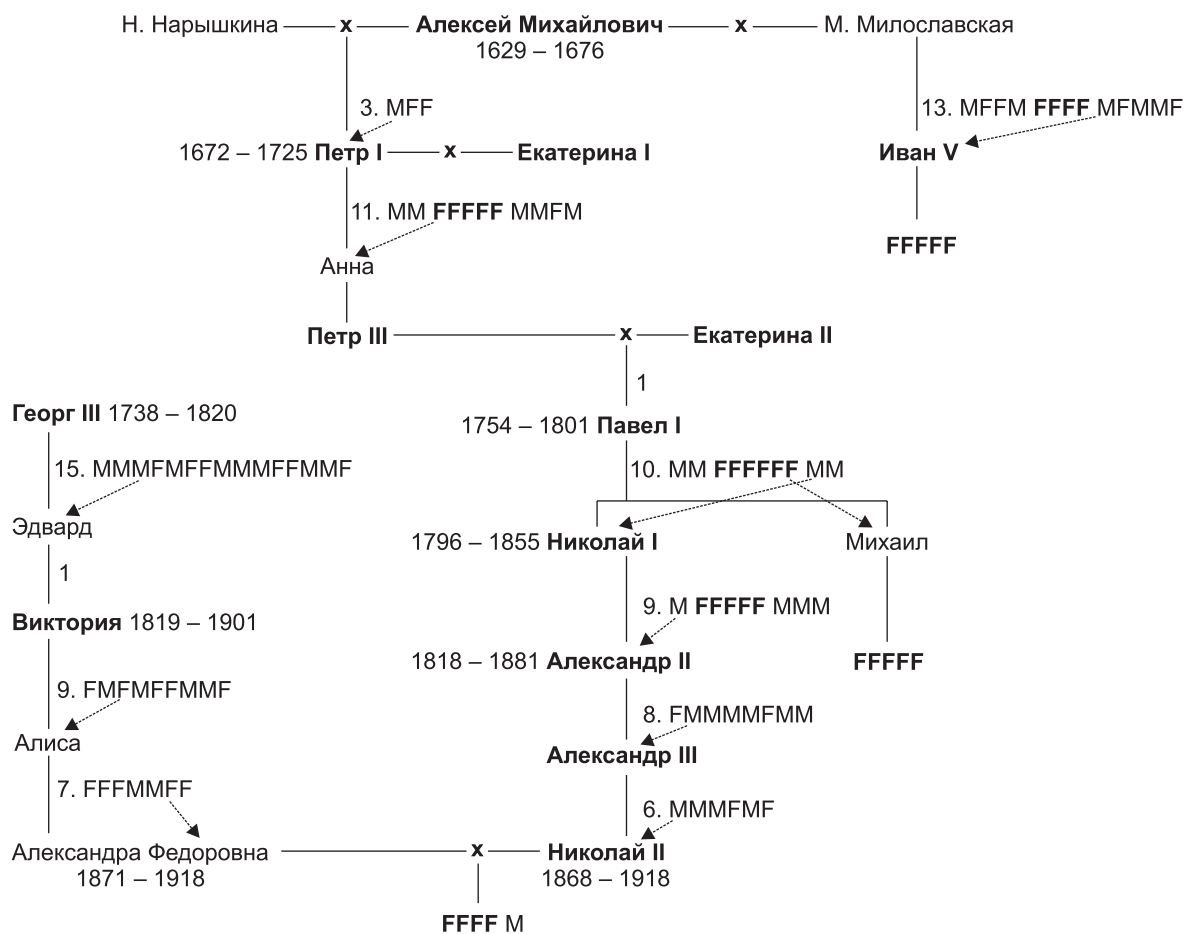 Н. Нарышкина x Алексей Михайлович x М. Милославская
1629 – 1676
3. MFF
13. MFFM FFFF MFMMF
1672 – 1725 Петр I x Екатерина I
Иван V
11. MM FFFFF MMFM
FFFFF
Анна
Петр III x Екатерина II
1
Георг III 1738 – 1820
1754 – 1801 Павел I
15. MMMFMFFMMMFFMMF
10. MM FFFFFF MM
Эдвард
1796 – 1855 Николай I
Михаил
1
9. M FFFFF MMM
Виктория 1819 – 1901
1818 – 1881 Александр II
FFFFF
9. FMFMFFMMF
8. FMMMMFMM
Алиса
Александр III
7. FFFMMFF
6. MMMFMF
Александра Федоровна x Николай II
1871 – 1918
1868 – 1918
FFFF M